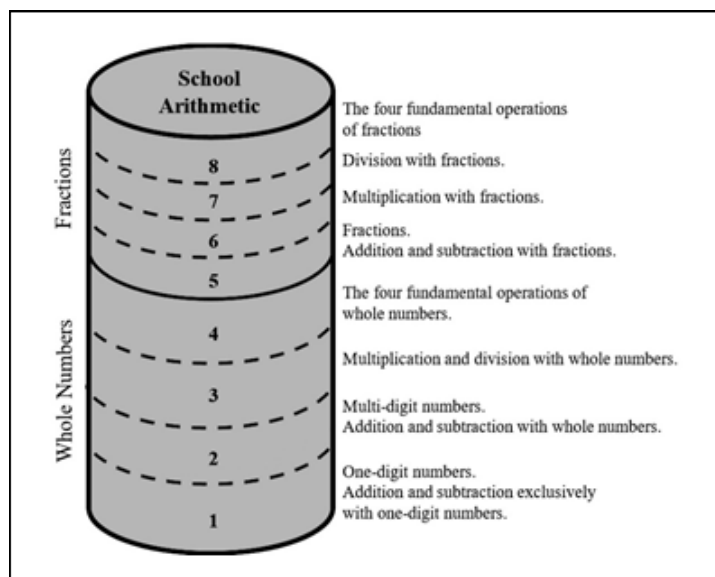 School
Arithmetic
The four fundamental operations
of fractions
8
Division with fractions.
7
Multiplication with fractions.
Fractions
6
Fractions.
Addition and subtraction with fractions.
5
The four fundamental operations of
whole numbers.
4
Multiplication and division with whole numbers.
Whole Numbers
3
Multi-digit numbers.
Addition and subtraction with whole numbers.
2
One-digit numbers.
Addition and subtraction exclusively
with one-digit numbers.
1